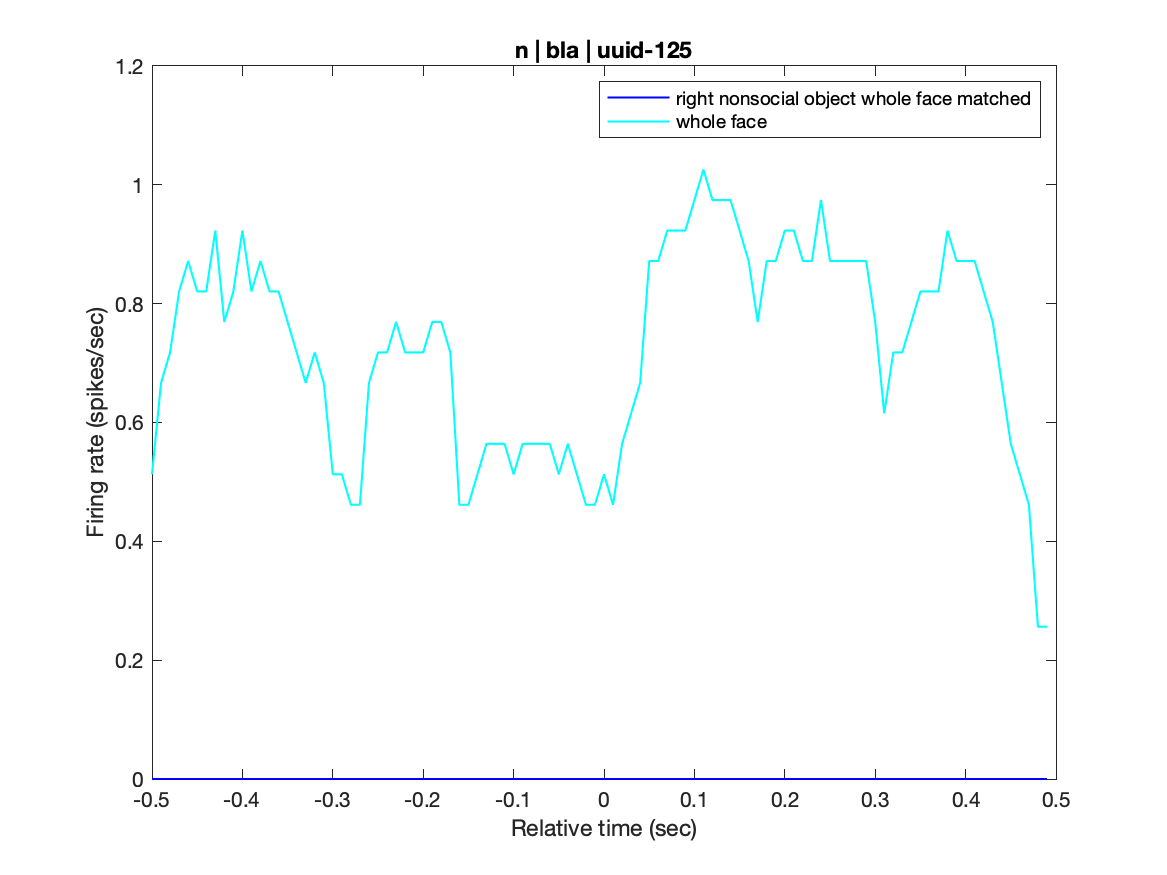 n | bla | uuid-125
right nonsocial object whole face matched
whole face
1.2
1
0.8
0.6
0.4
0.2
0
Firing rate (spikes/sec)
-0.5 -0.4 -0.3 -0.2 -0.1 0 0.1 0.2 0.3 0.4 0.5
Relative time (sec)